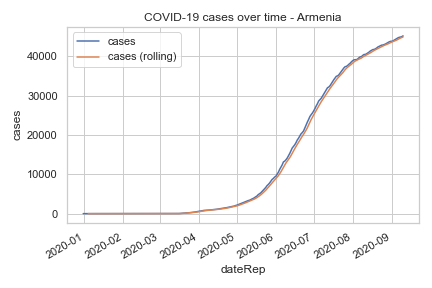 COVID-19 cases over time - Armenia
cases
cases (rolling)
cases
40000
30000
20000
10000
0
2020-01
2020-02
2020-03
2020-04
2020-05
2020-06
2020-07
2020-08
2020-09
dateRep